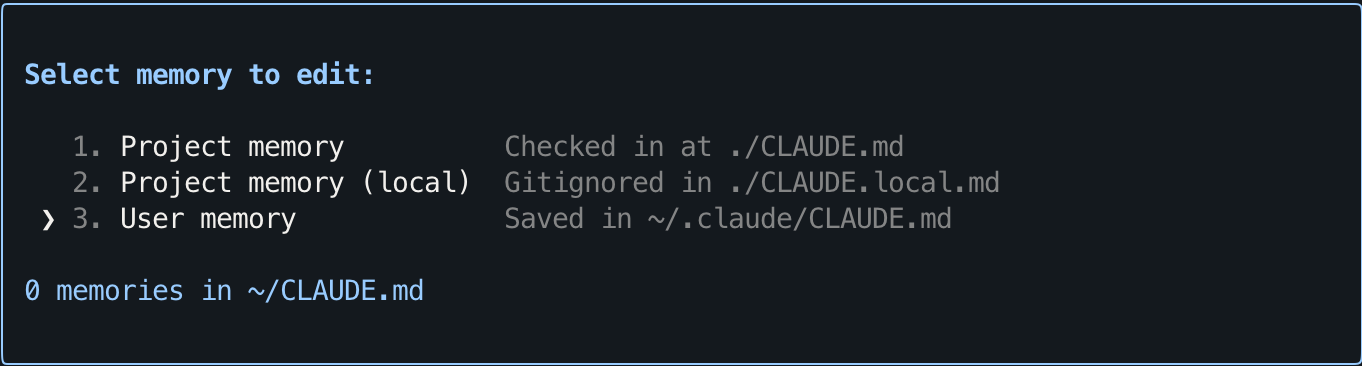 Select memory to edit:
1. Project memory Checked in at ./CLAUDE.md
2. Project memory (local) Gitignored in ./CLAUDE.local.md
❯ 3. User memory Saved in ~/.claude/CLAUDE.md
0 memories in ~/CLAUDE.md